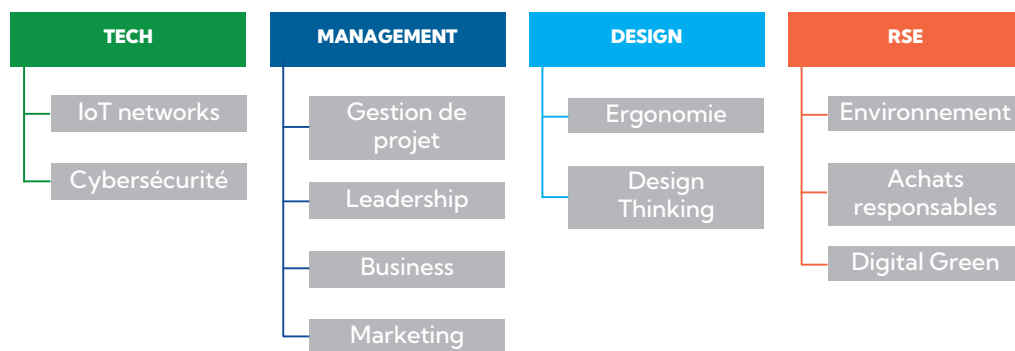 TECH
IoT networks
Cybersécurité
MANAGEMENT
Gestion de
projet
Leadership
Business
Marketing
DESIGN
Ergonomie
Design
Thinking
RSE
Environnement
Achats
responsables
Digital Green